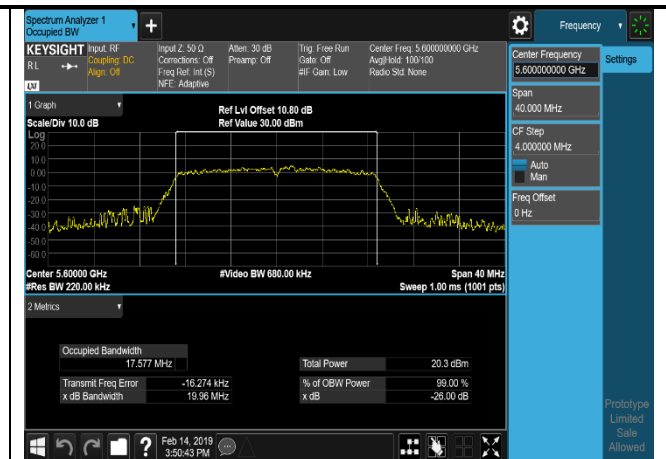 Spectrum Analyzer 1
Occupied BW
Frequency
KEYSIGHT
RL
LXI
Input: RF
Coupling: DC
Align: Off
Input Z: 50 Ω
Corrections: Off
Freq Ref: Int (S)
NFE: Adaptive
Atten: 30 dB
Preamp: Off
Trig: Free Run
Gate: Off
#IF Gain: Low
Center Freq: 5.600000000 GHz
Avg|Hold: 100/100
Radio Std: None
Center Frequency
5.600000000 GHz
Settings
Span
40.000 MHz
CF Step
4.000000 MHz
Auto
Man
Freq Offset
0 Hz
1 Graph
Scale/Div 10.0 dB
Ref Lvl Offset 10.80 dB
Ref Value 30.00 dBm
Log
20.0
10.0
0.00
-10.0
-20.0
-30.0
-40.0
-50.0
-60.0
Center 5.60000 GHz
#Video BW 680.00 kHz
Span 40 MHz
#Res BW 220.00 kHz
Sweep 1.00 ms (1001 pts)
2 Metrics
Occupied Bandwidth
17.577 MHz
Total Power 20.3 dBm
Transmit Freq Error -16.274 kHz
% of OBW Power 99.00 %
x dB Bandwidth 19.96 MHz
x dB -26.00 dB
Feb 14, 2019
3:50:43 PM
Prototype
Limited
Sale
Allowed